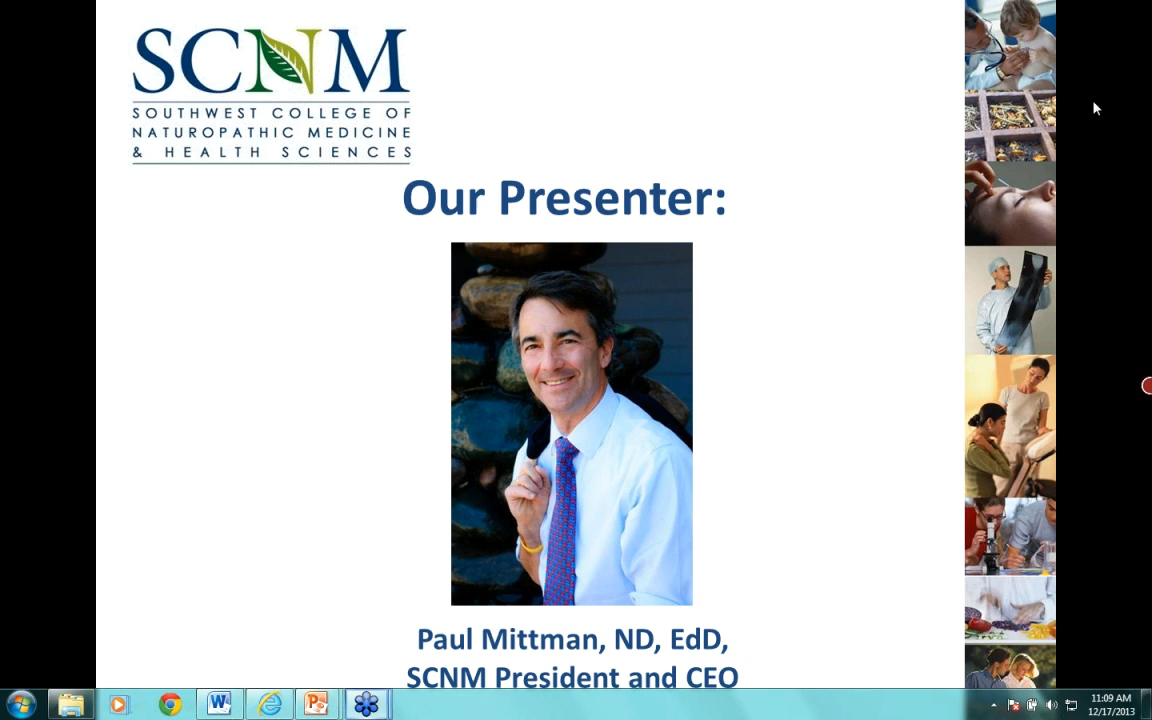 SCNM
SOUTHWEST COLLEGE OF
NATUROPATHIC MEDICINE
& HEALTH SCIENCES
Our Presenter:
Paul Mittman, ND, EdD,
SCNM President and CEO
11:09 AM
12/17/2013